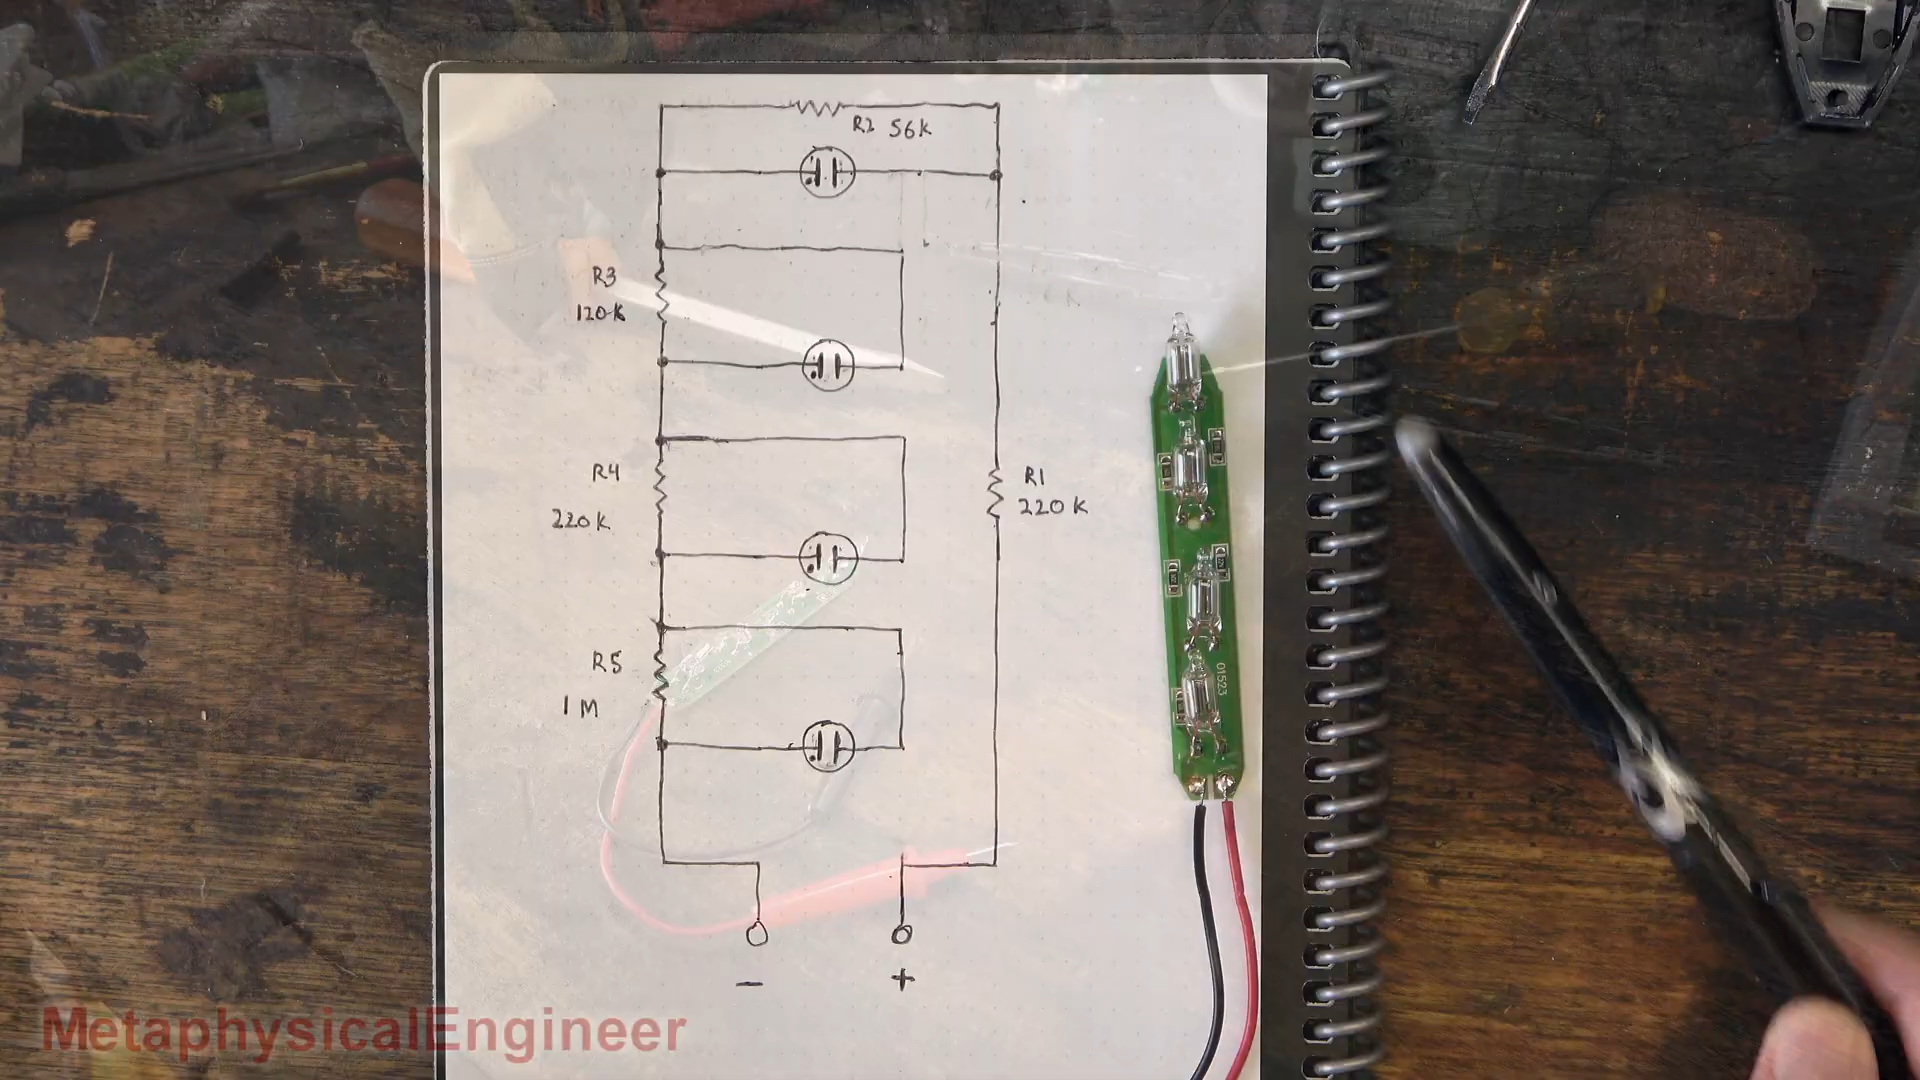 R2 56K
R3
120K
R4
220K
R1
220K
R5
1M
01523
-
+
MetaphysicalEngineer